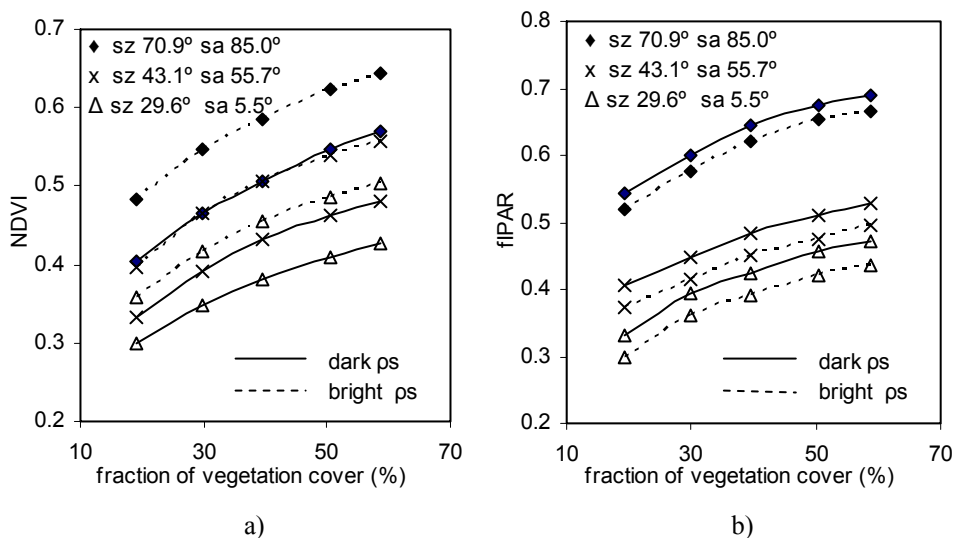 0.7
0.6
0.5
0.4
0.3
0.2
NDVI
♦ sz 70.9º sa 85.0º
x sz 43.1º sa 55.7º
Δ sz 29.6º sa 5.5º
dark ρs
bright ρs
10 30 50 70
fraction of vegetation cover (%)
a)
0.8
0.7
0.6
0.5
0.4
0.3
0.2
fIPAR
♦ sz 70.9º sa 85.0º
x sz 43.1º sa 55.7º
Δ sz 29.6º sa 5.5º
dark ρs
bright ρs
10 30 50 70
fraction of vegetation cover (%)
b)